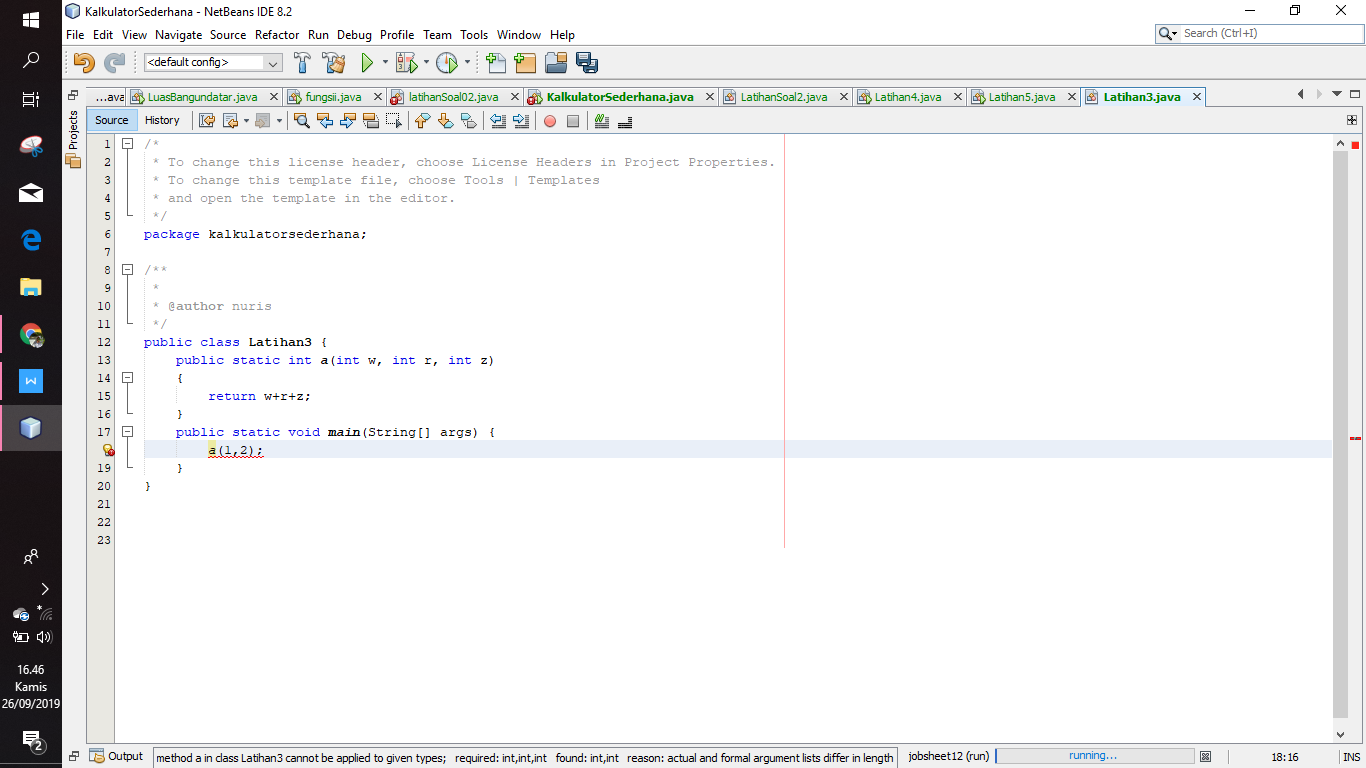 KalkulatorSederhana - NetBeans IDE 8.2
File Edit View Navigate Source Refactor Run Debug Profile Team Tools Window Help
Search (Ctrl+I)
<default config>
...ava LuasBangundatar.java fungsii.java latihanSoal02.java KalkulatorSederhana.java LatihanSoal2.java Latihan4.java Latihan5.java Latihan3.java
Projects
Source History
1 /*
2 * To change this license header, choose License Headers in Project Properties.
3 * To change this template file, choose Tools | Templates
4 * and open the template in the editor.
5 */
6 package kalkulatorsederhana;
7
8 /**
9 *
10 * @author nuris
11 */
12 public class Latihan3 {
13 public static int a(int w, int r, int z)
14 {
15 return w+r+z;
16 }
17 public static void main(String[] args) {
a(1,2);
19 }
20 }
21
22
23
16.46
Kamis
26/09/2019
2
Output method a in class Latihan3 cannot be applied to given types; required: int,int,int found: int,int reason: actual and formal argument lists differ in length jobsheet12 (run) running... 18:16 INS